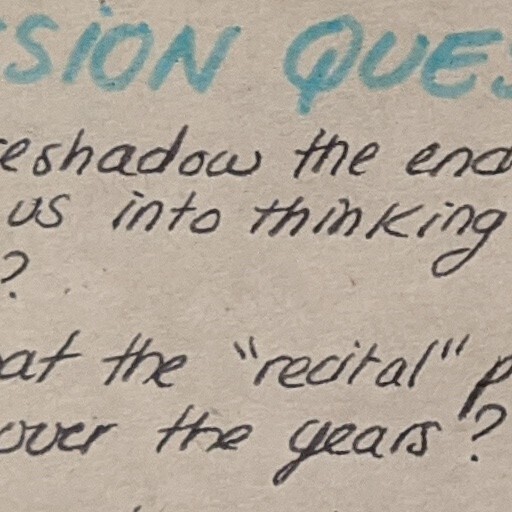 SSION QUES
eshadow the end
us into thinking
?
at the "recital" p
over the years?